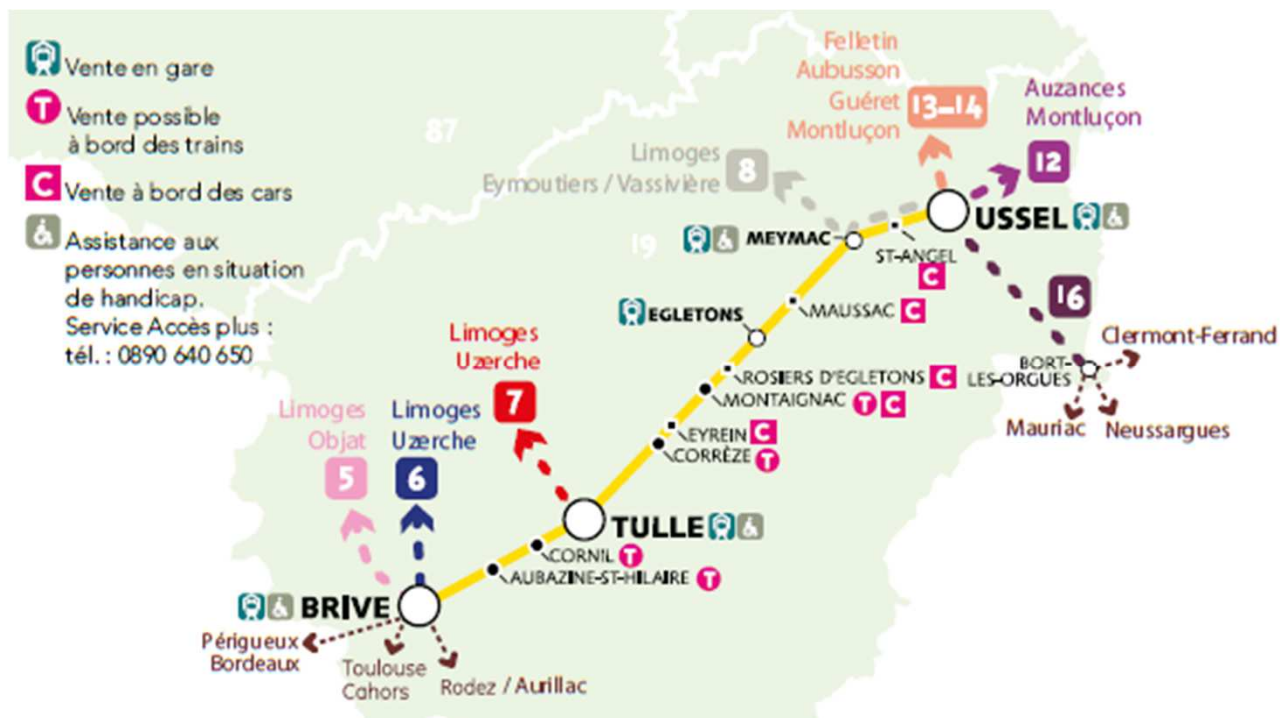 Vente en gare
T Vente possible
à bord des trains
C Vente à bord des cars
Assistance aux
personnes en situation
de handicap.
Service Accès plus :
tél. : 0890 640 650
87
19
Felletin
Aubusson
Guéret
Montluçon
13–14
Auzances
Montluçon
12
Limoges
Eymoutiers / Vassivière
8
USSEL
MEYMAC
ST-ANGEL
C
16
MAUSSAC C
EGLETONS
Clermont-Ferrand
BORT-
LES-ORGUES
Mauriac
Neussargues
ROSIERS D'EGLETONS C
MONTAIGNAC T C
EYREIN C
CORRÈZE T
Limoges
Uzerche
7
Limoges
Objat
5
Limoges
Uzerche
6
TULLE
CORNIL T
AUBAZINE-ST-HILAIRE T
BRIVE
Périgueux
Bordeaux
Toulouse
Cahors
Rodez / Aurillac